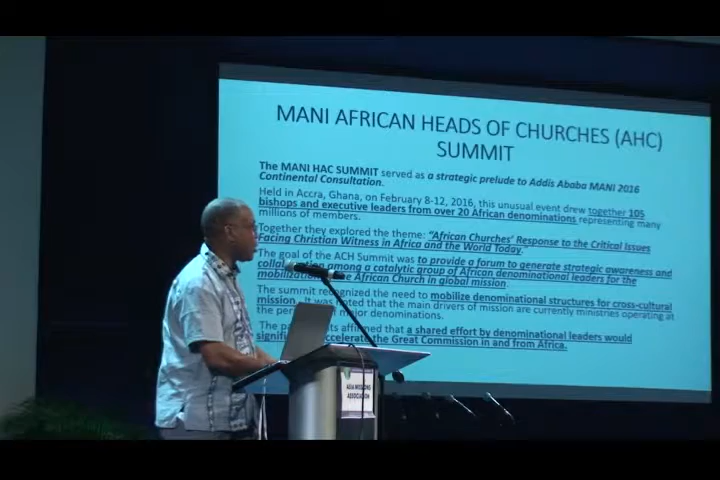 MANI AFRICAN HEADS OF CHURCHES (AHC)
SUMMIT
The MANI HAC SUMMIT served as a strategic prelude to Addis Ababa MANI 2016
Continental Consultation.
Held in Accra, Ghana, on February 8-12, 2016, this unusual event drew together 105
bishops and executive leaders from over 20 African denominations representing many
millions of members.
Together they explored the theme: "African Churches' Response to the Critical Issues
Facing Christian Witness in Africa and the World Today.
The goal of the ACH Summit was to provide a forum to generate strategic awareness and
among a catalytic group of African denominational leaders for the
the African Church in global mission.
The summit recognized the need to mobilize denominational structures for cross-cultural
mission. It was noted that the main drivers of mission are currently ministries operating at
the major denominations.
The affirmed that a shared effort by denominational leaders would
accelerate the Great Commission in and from Africa.
ASIA MISSIONS
ASSOCIATION